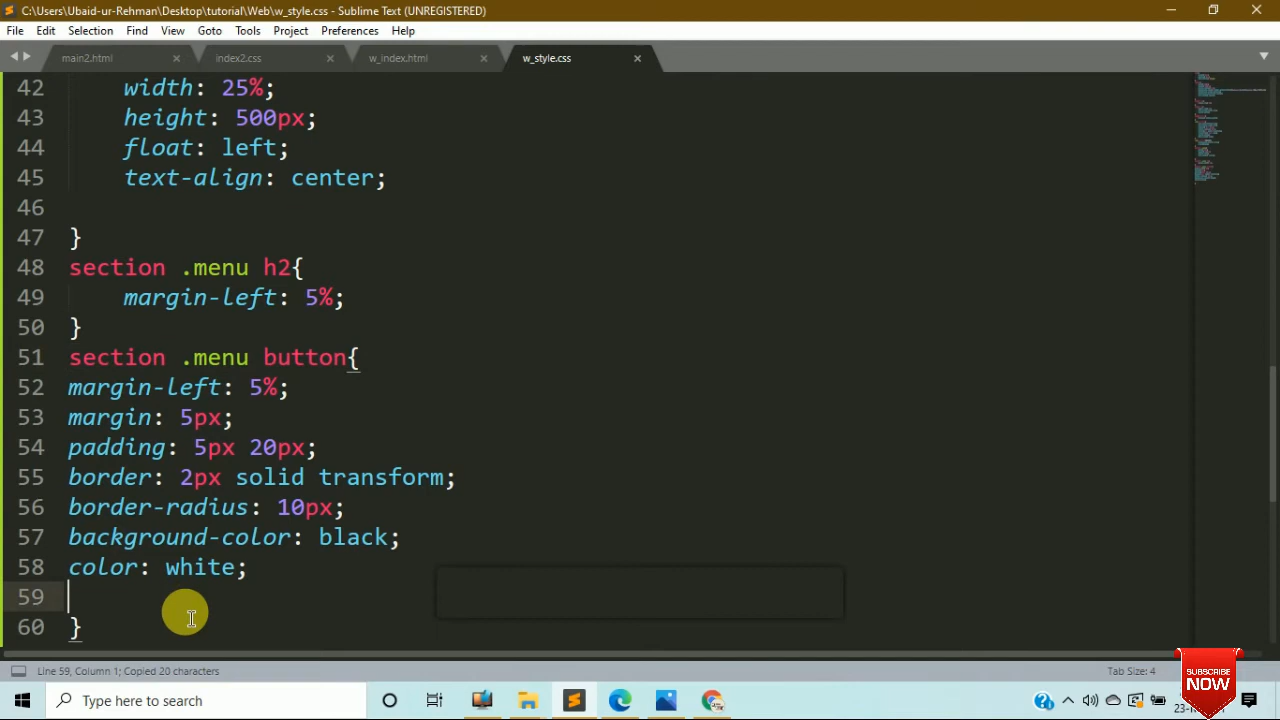 C:\Users\Ubaid-ur-Rehman\Desktop\tutorial\Web\w_style.css - Sublime Text (UNREGISTERED)
File Edit Selection Find View Goto Tools Project Preferences Help
main2.html index2.css w_index.html w_style.css
42 width: 25%;
43 height: 500px;
44 float: left;
45 text-align: center;
46
47 }
48 section .menu h2{
49 margin-left: 5%;
50 }
51 section .menu button{
52 margin-left: 5%;
53 margin: 5px;
54 padding: 5px 20px;
55 border: 2px solid transform;
56 border-radius: 10px;
57 background-color: black;
58 color: white;
59
60 }
Line 59, Column 1; Copied 20 characters Tab Size: 4
Type here to search
SUBSCRIBE
NOW